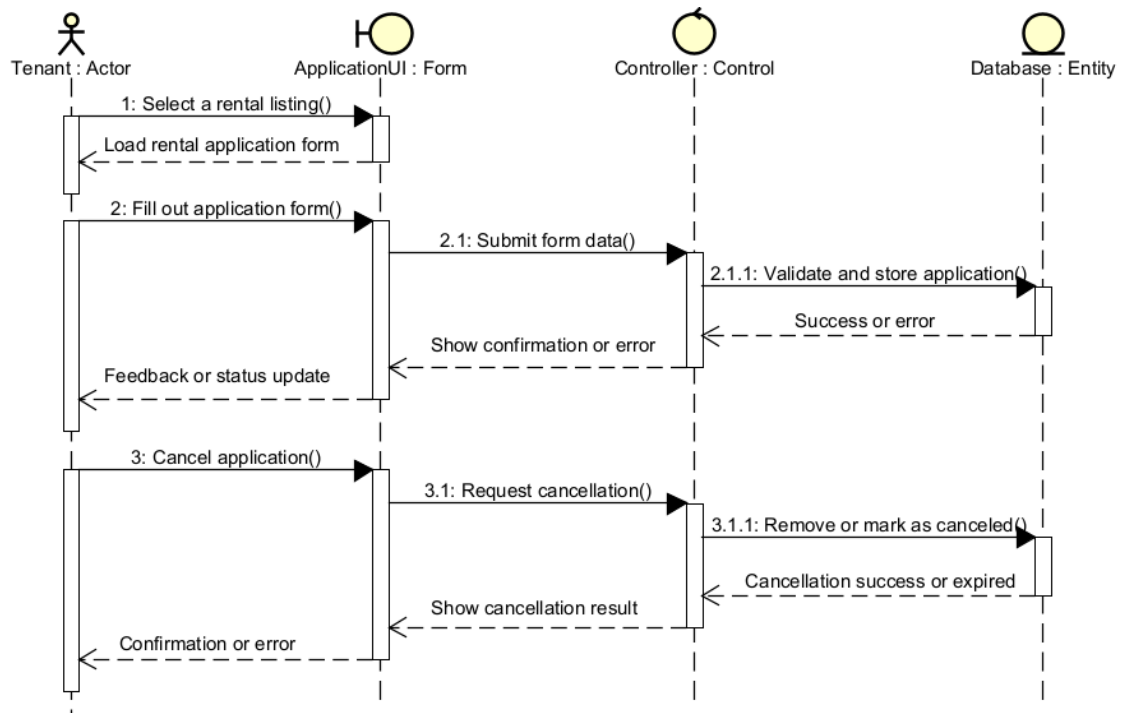 Tenant : Actor
ApplicationUI : Form
Controller : Control
Database : Entity
1: Select a rental listing()
Load rental application form
2: Fill out application form()
2.1: Submit form data()
2.1.1: Validate and store application()
Success or error
Show confirmation or error
Feedback or status update
3: Cancel application()
3.1: Request cancellation()
3.1.1: Remove or mark as canceled()
Cancellation success or expired
Show cancellation result
Confirmation or error